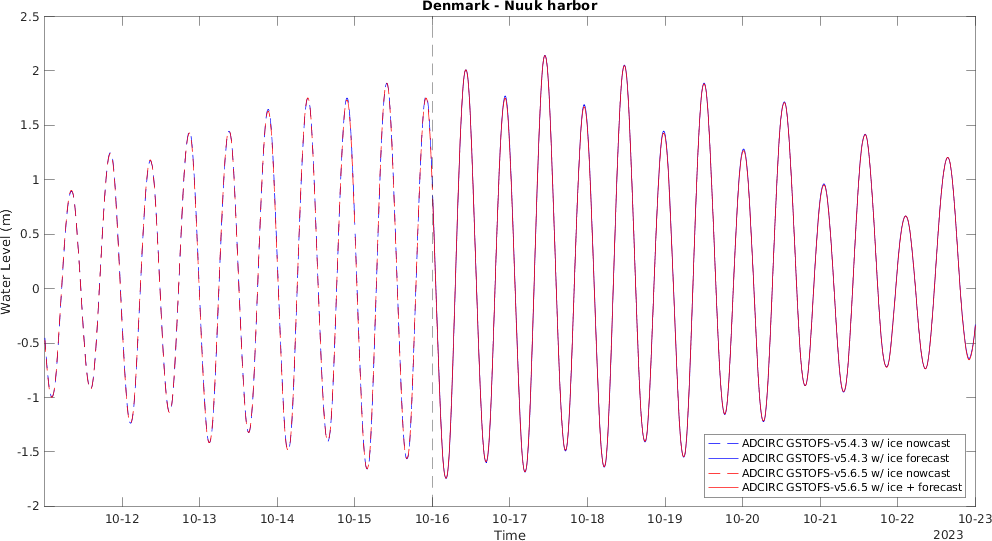 Denmark - Nuuk harbor
2.5
2
1.5
1
0.5
0
-0.5
-1
-1.5
-2
Water Level (m)
ADCIRC GSTOFS-v5.4.3 w/ ice nowcast
ADCIRC GSTOFS-v5.4.3 w/ ice forecast
ADCIRC GSTOFS-v5.6.5 w/ ice nowcast
ADCIRC GSTOFS-v5.6.5 w/ ice + forecast
10-12 10-13 10-14 10-15 10-16 10-17 10-18 10-19 10-20 10-21 10-22 10-23
Time
2023